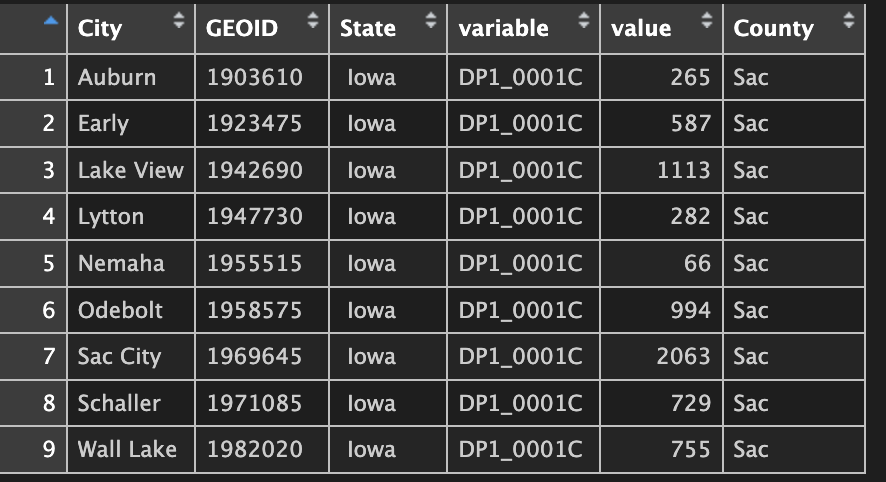 City GEOID State variable value County
1 Auburn 1903610 Iowa DP1_0001C 265 Sac
2 Early 1923475 Iowa DP1_0001C 587 Sac
3 Lake View 1942690 Iowa DP1_0001C 1113 Sac
4 Lytton 1947730 Iowa DP1_0001C 282 Sac
5 Nemaha 1955515 Iowa DP1_0001C 66 Sac
6 Odebolt 1958575 Iowa DP1_0001C 994 Sac
7 Sac City 1969645 Iowa DP1_0001C 2063 Sac
8 Schaller 1971085 Iowa DP1_0001C 729 Sac
9 Wall Lake 1982020 Iowa DP1_0001C 755 Sac